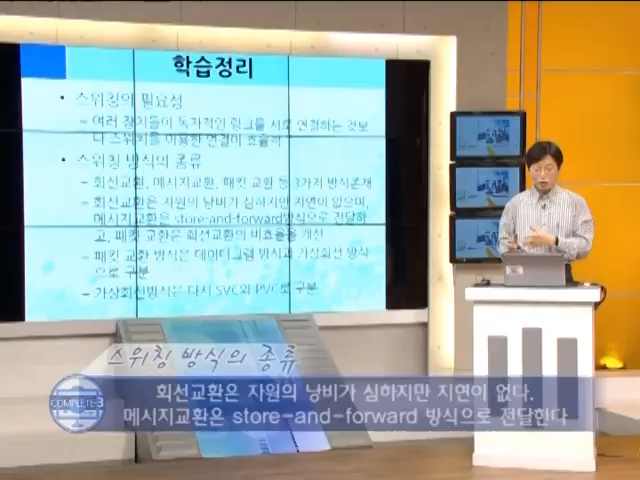 학습정리
• 스위칭의 필요성
– 여러 장치들이 독자적인 링크를 서로 연결하는 것보
다 스위치를 이용한 연결이 효율적
• 스위칭 방식의 종류
– 회선교환, 메시지교환, 패킷 교환 등 3가지 방식존재
– 회선교환은 자원의 낭비가 심하지만 지연이 없으며,
메시지교환은 store-and-forward방식으로 전달하
고, 패킷 교환은 회선교환의 비효율을 개선
– 패킷 교환 방식은 데이터그램 방식과 가상회선 방식
으로 구분
– 가상회선방식은 다시 SVC와 PVC로 구분
스위칭 방식의 종류
COMPLETE-3
회선교환은 자원의 낭비가 심하지만 지연이 없다.
메시지교환은 store-and-forward 방식으로 전달한다